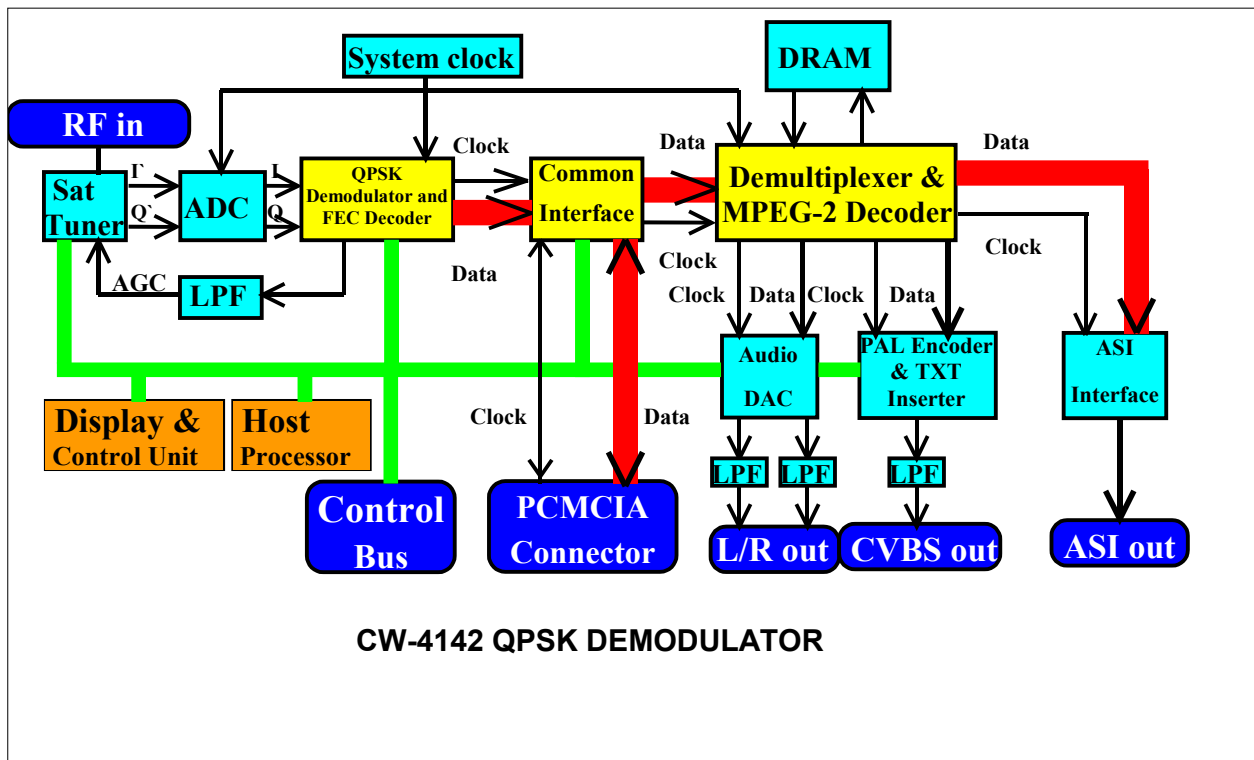 System clock
DRAM
RF in
Clock
Data
Data
Sat
Tuner
I`
Q`
ADC
I
Q
QPSK
Demodulator and
FEC Decoder
Common
Interface
Demultiplexer &
MPEG-2 Decoder
AGC
LPF
Data
Clock
Clock
Clock
Data
Clock
Data
Audio
DAC
PAL Encoder
& TXT
Inserter
ASI
Interface
Display &
Control Unit
Host
Processor
Clock
Data
LPF
LPF
LPF
Control
Bus
PCMCIA
Connector
L/R out
CVBS out
ASI out
CW-4142 QPSK DEMODULATOR